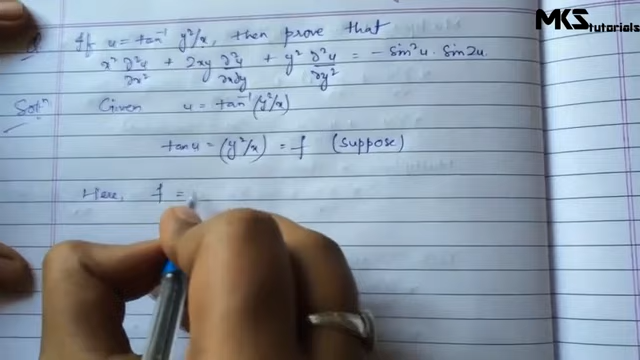 MKS tutorials
Q If u = tan⁻¹ y²/x, then prove that
x² ∂²u/∂x² + 2xy ∂²u/∂x∂y + y² ∂²u/∂y² = - sin²u · sin2u.
Solⁿ Given u = tan⁻¹(y²/x)
tanu = (y²/x) = f (suppose)
Here, f =